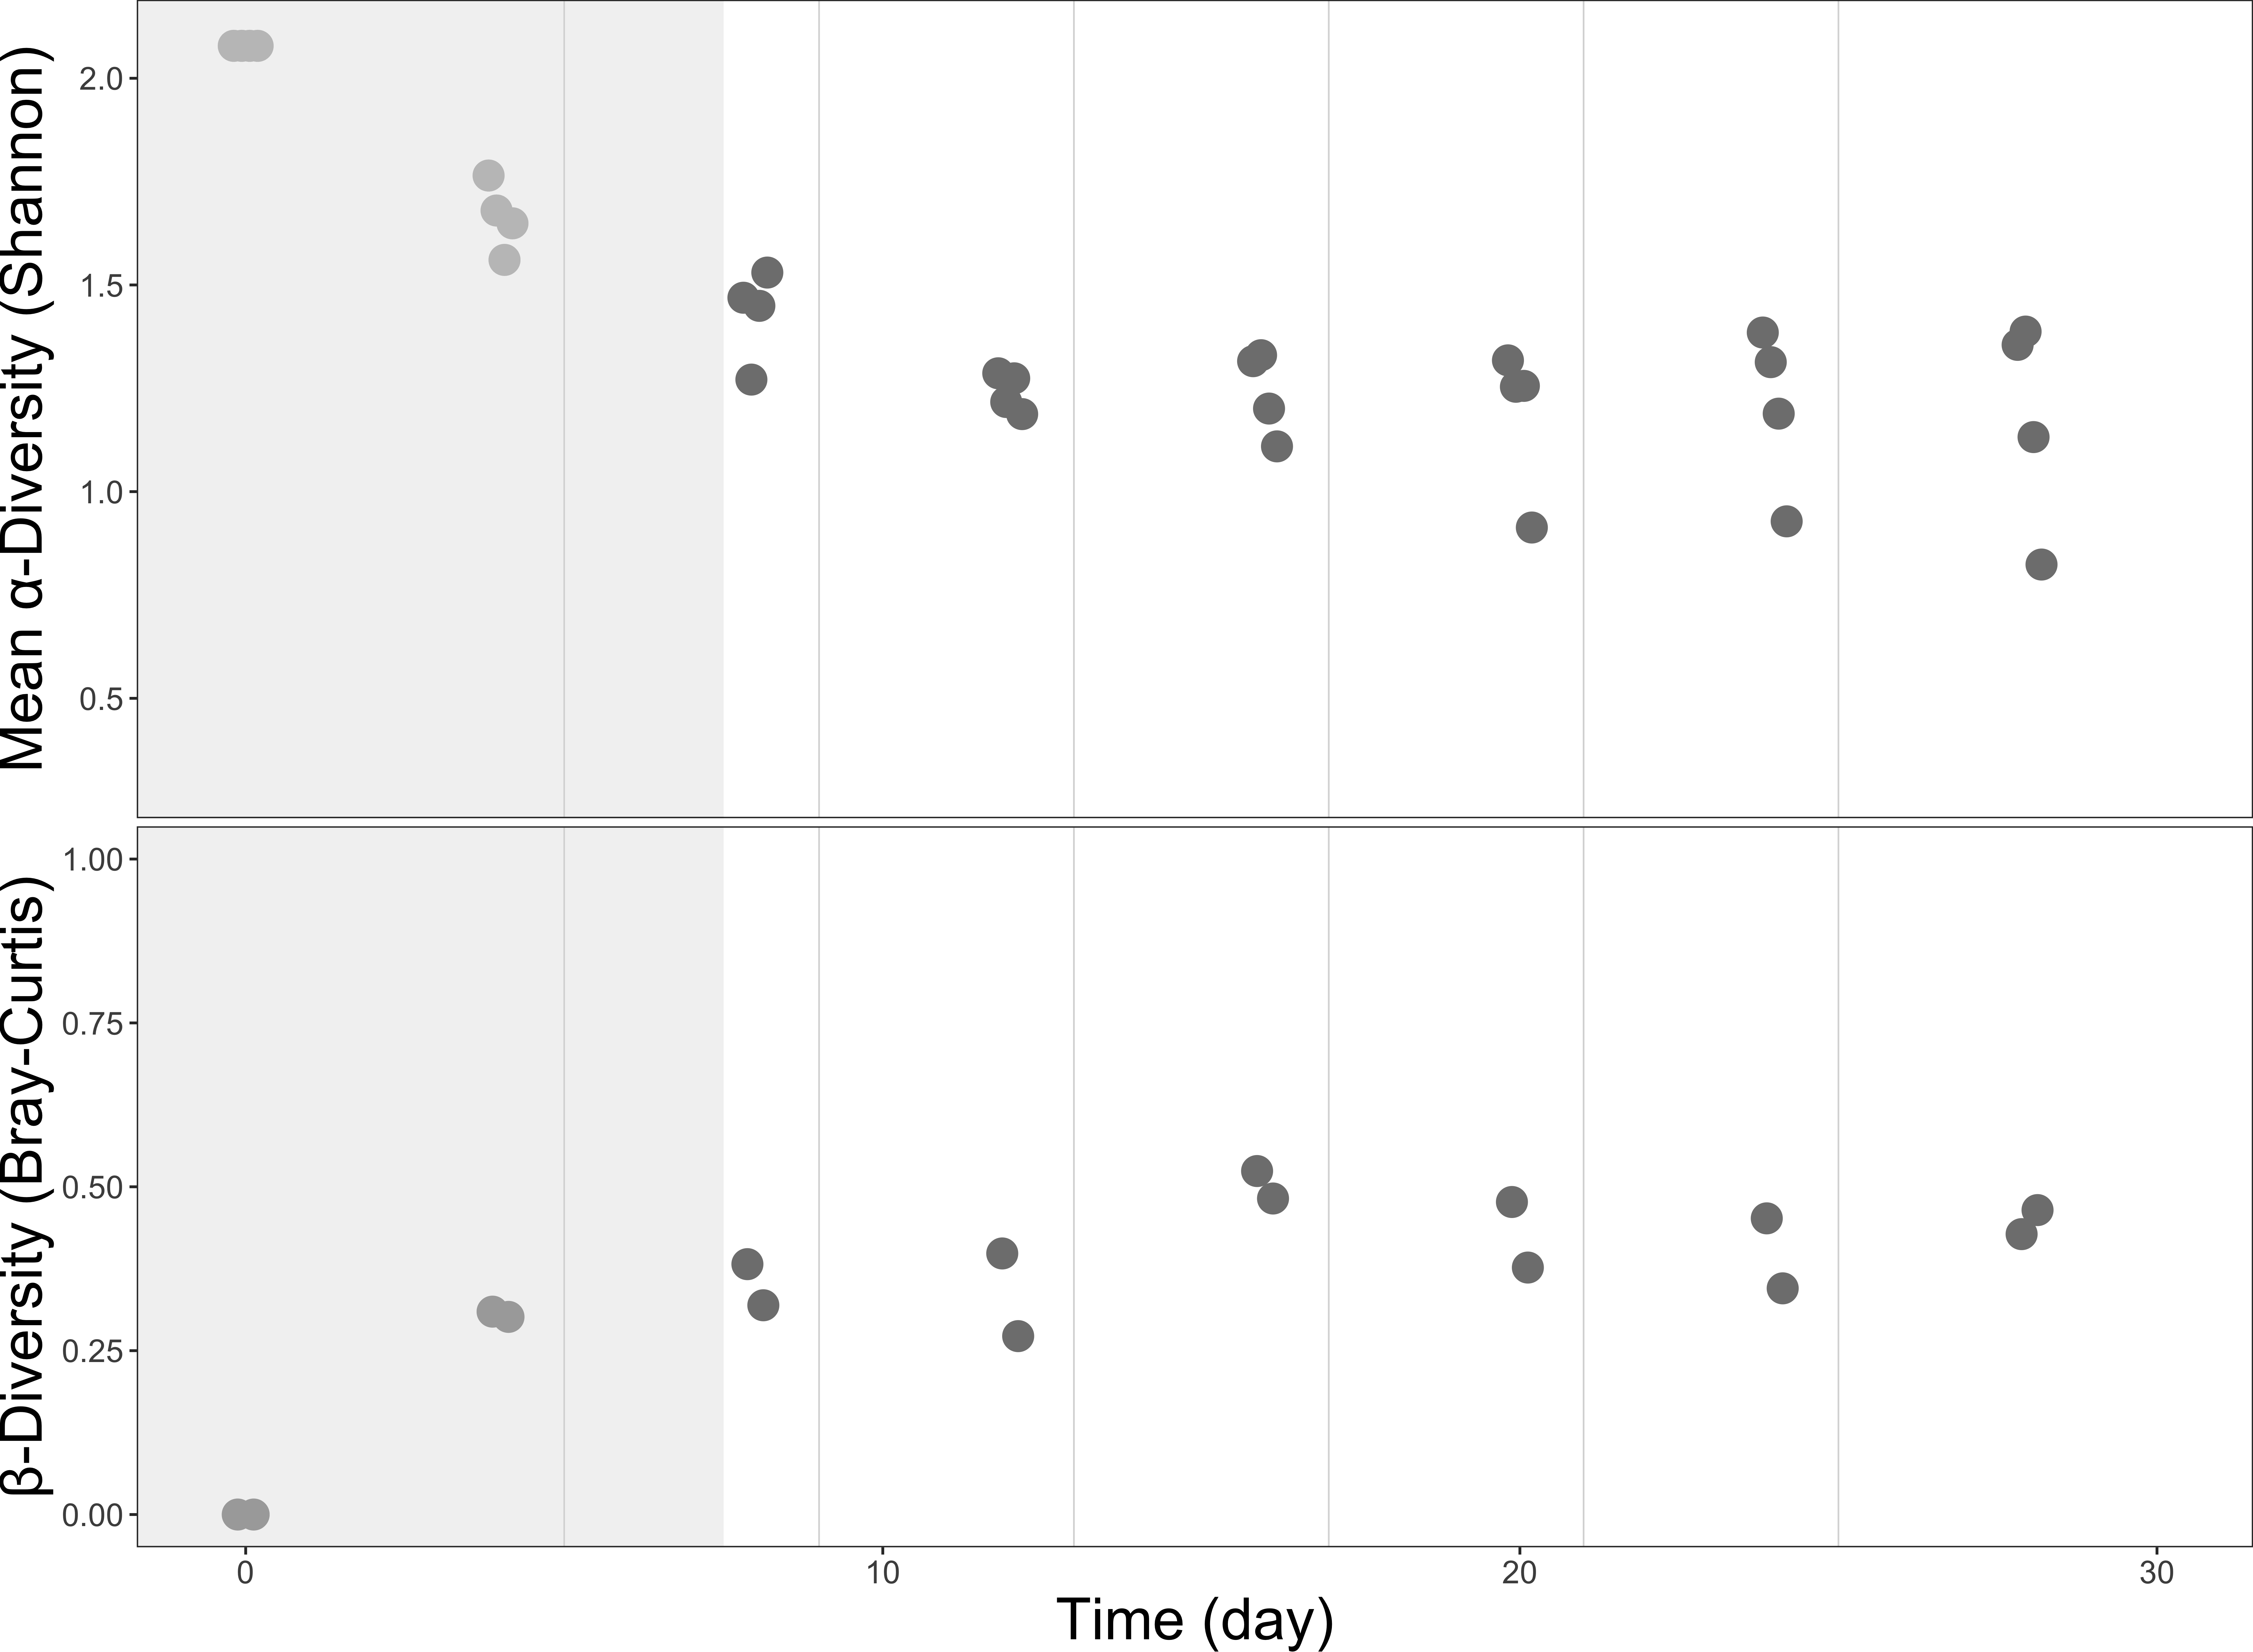 Mean α-Diversity (Shannon)
2.0
1.5
1.0
0.5
β-Diversity (Bray-Curtis)
1.00
0.75
0.50
0.25
0.00
0 10 20 30
Time (day)